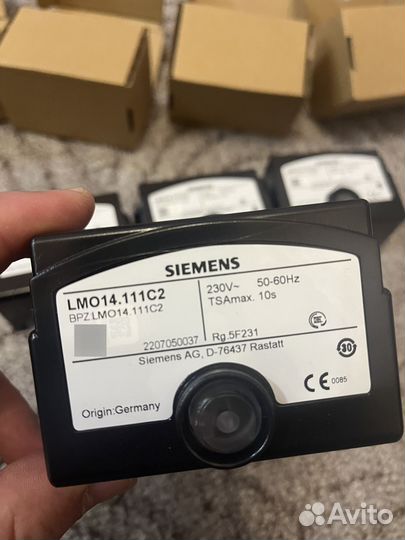 SIEMENS
LMO14.111C2
BPZ:LMO14.111C2
230V~ 50-60Hz
TSAmax. 10s
2207050037
Rg.5F231
Siemens AG, D-76437 Rastatt
30
CE 0085
Origin:Germany
Avito